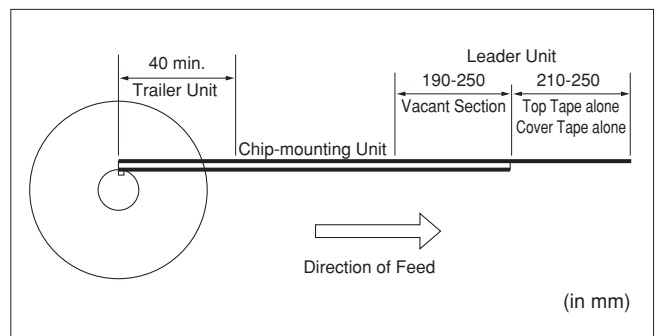 Leader Unit
40 min.
190-250
210-250
Trailer Unit
Vacant Section
Top Tape alone
Cover Tape alone
Chip-mounting Unit
Direction of Feed
(in mm)